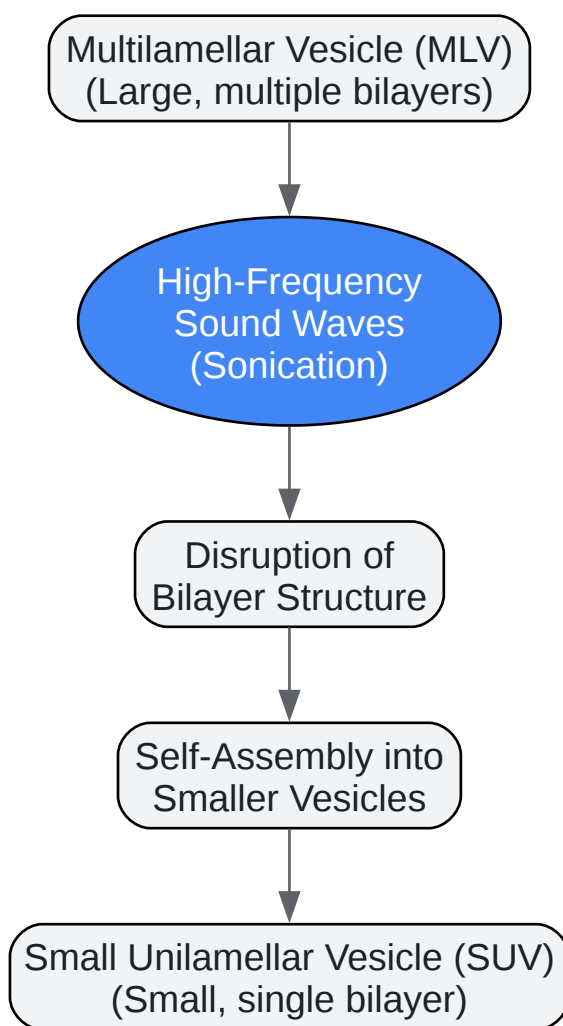 Multilamellar Vesicle (MLV)
(Large, multiple bilayers)
High-Frequency
Sound Waves
(Sonication)
Disruption of
Bilayer Structure
Self-Assembly into
Smaller Vesicles
Small Unilamellar Vesicle (SUV)
(Small, single bilayer)